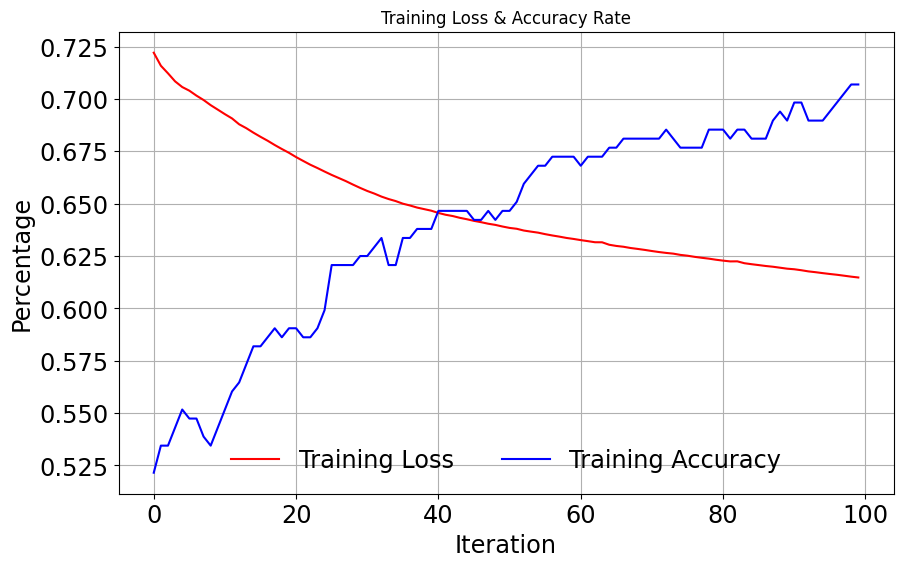 Training Loss & Accuracy Rate
0.725
0.700
0.675
0.650
0.625
0.600
0.575
0.550
0.525
Percentage
Training Loss Training Accuracy
0 20 40 60 80 100
Iteration